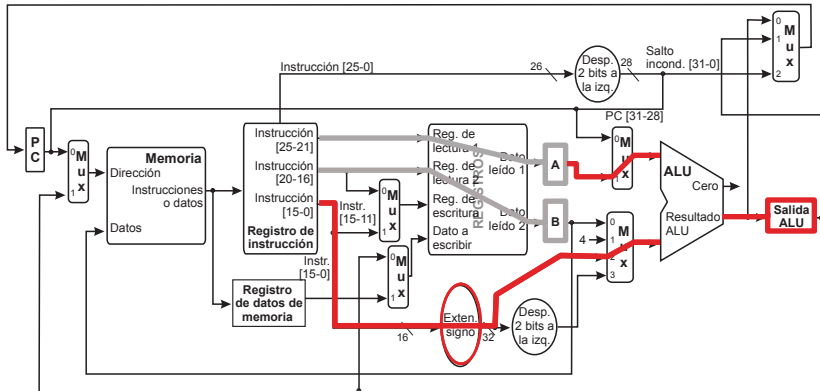 0
1
2
M
u
x
Instrucción [25-0]
26
Desp.
2 bits a
la izq.
28
Salto
incond. [31-0]
PC [31-28]
P
C
0
1
M
u
x
Memoria
Dirección
Instrucciones
o datos
Datos
Instrucción
[25-21]
Instrucción
[20-16]
Instrucción
[15-0]
Registro de
instrucción
Instr.
[15-11]
Instr.
[15-0]
Registro
de datos de
memoria
0
M
u
x
1
0
M
u
x
1
Reg. de
lectura 1
Reg. de
lectura 2
Reg. de
escritura
Dato a
escribir
REGISTROS
Dato
leído 1
Dato
leído 2
A
B
0
M
u
x
1
4
0
1
2
3
M
u
x
ALU
Cero
Resultado
ALU
Salida
ALU
16
Exten.
signo
32
Desp.
2 bits a
la izq.